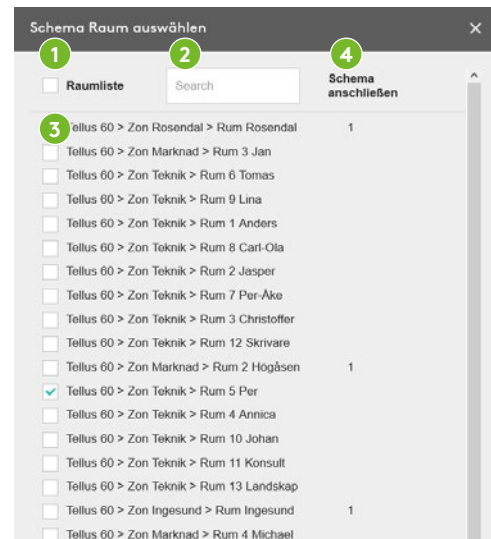 Schema Raum auswählen ×
1 2 4
Raumliste Search Schema anschließen
3 Tellus 60 > Zon Rosendal > Rum Rosendal 1
Tellus 60 > Zon Marknad > Rum 3 Jan
Tellus 60 > Zon Teknik > Rum 6 Tomas
Tellus 60 > Zon Teknik > Rum 9 Lina
Tellus 60 > Zon Teknik > Rum 1 Anders
Tellus 60 > Zon Teknik > Rum 8 Carl-Ola
Tellus 60 > Zon Teknik > Rum 2 Jasper
Tellus 60 > Zon Teknik > Rum 7 Per-Åke
Tellus 60 > Zon Teknik > Rum 3 Christoffer
Tellus 60 > Zon Teknik > Rum 12 Skrivare
Tellus 60 > Zon Marknad > Rum 2 Högåsen 1
Tellus 60 > Zon Teknik > Rum 5 Per
Tellus 60 > Zon Teknik > Rum 4 Annica
Tellus 60 > Zon Teknik > Rum 10 Johan
Tellus 60 > Zon Teknik > Rum 11 Konsult
Tellus 60 > Zon Teknik > Rum 13 Landskap
Tellus 60 > Zon Ingesund > Rum Ingesund 1
Tellus 60 > Zon Marknad > Rum 4 Michael